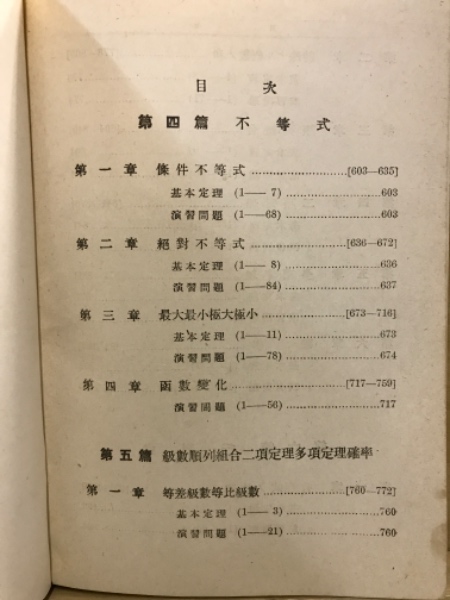 目 次
第四篇 不等式
第一章 條件不等式 ........................[603—635]
基本定理 (1—— 7) ........................603
演習問題 (1——68) ........................603
第二章 絕對不等式 ........................[636—672]
基本定理 (1—— 8) ........................636
演習問題 (1——84) ........................637
第三章 最大最小極大極小 ........................[673—716]
基本定理 (1——11) ........................673
演習問題 (1——78) ........................674
第四章 函數變化 ........................[717—759]
演習問題 (1——56) ........................717
第五篇 級數順列組合二項定理多項定理確率
第一章 等差級數等比級數 ........................[760—772]
基本定理 (1—— 3) ........................760
演習問題 (1——21) ........................760